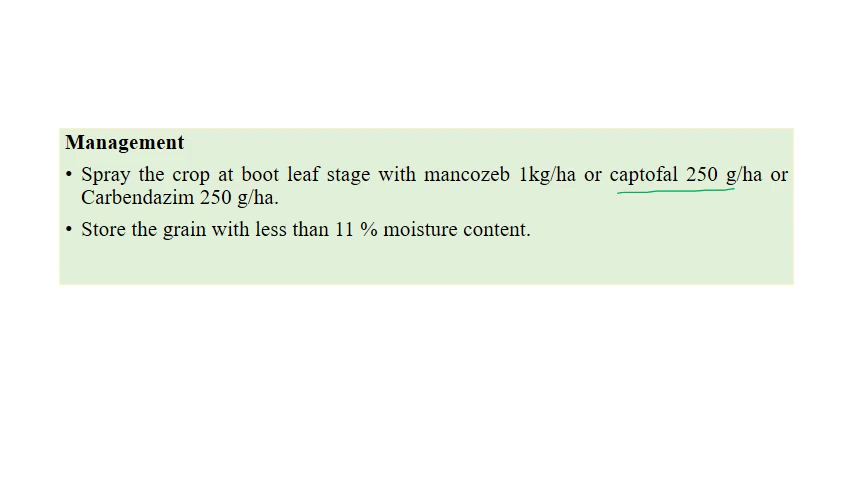 Management
• Spray the crop at boot leaf stage with mancozeb 1kg/ha or captofal 250 g/ha or
Carbendazim 250 g/ha.
• Store the grain with less than 11 % moisture content.